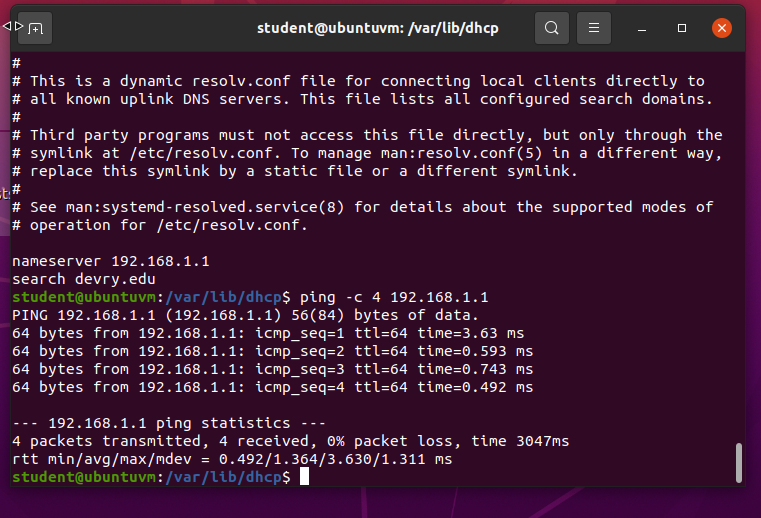 student@ubuntuvm: /var/lib/dhcp
#
# This is a dynamic resolv.conf file for connecting local clients directly to
# all known uplink DNS servers. This file lists all configured search domains.
#
# Third party programs must not access this file directly, but only through the
# symlink at /etc/resolv.conf. To manage man:resolv.conf(5) in a different way,
# replace this symlink by a static file or a different symlink.
#
# See man:systemd-resolved.service(8) for details about the supported modes of
# operation for /etc/resolv.conf.
nameserver 192.168.1.1
search devry.edu
student@ubuntuvm:/var/lib/dhcp$ ping -c 4 192.168.1.1
PING 192.168.1.1 (192.168.1.1) 56(84) bytes of data.
64 bytes from 192.168.1.1: icmp_seq=1 ttl=64 time=3.63 ms
64 bytes from 192.168.1.1: icmp_seq=2 ttl=64 time=0.593 ms
64 bytes from 192.168.1.1: icmp_seq=3 ttl=64 time=0.743 ms
64 bytes from 192.168.1.1: icmp_seq=4 ttl=64 time=0.492 ms
--- 192.168.1.1 ping statistics ---
4 packets transmitted, 4 received, 0% packet loss, time 3047ms
rtt min/avg/max/mdev = 0.492/1.364/3.630/1.311 ms
student@ubuntuvm:/var/lib/dhcp$